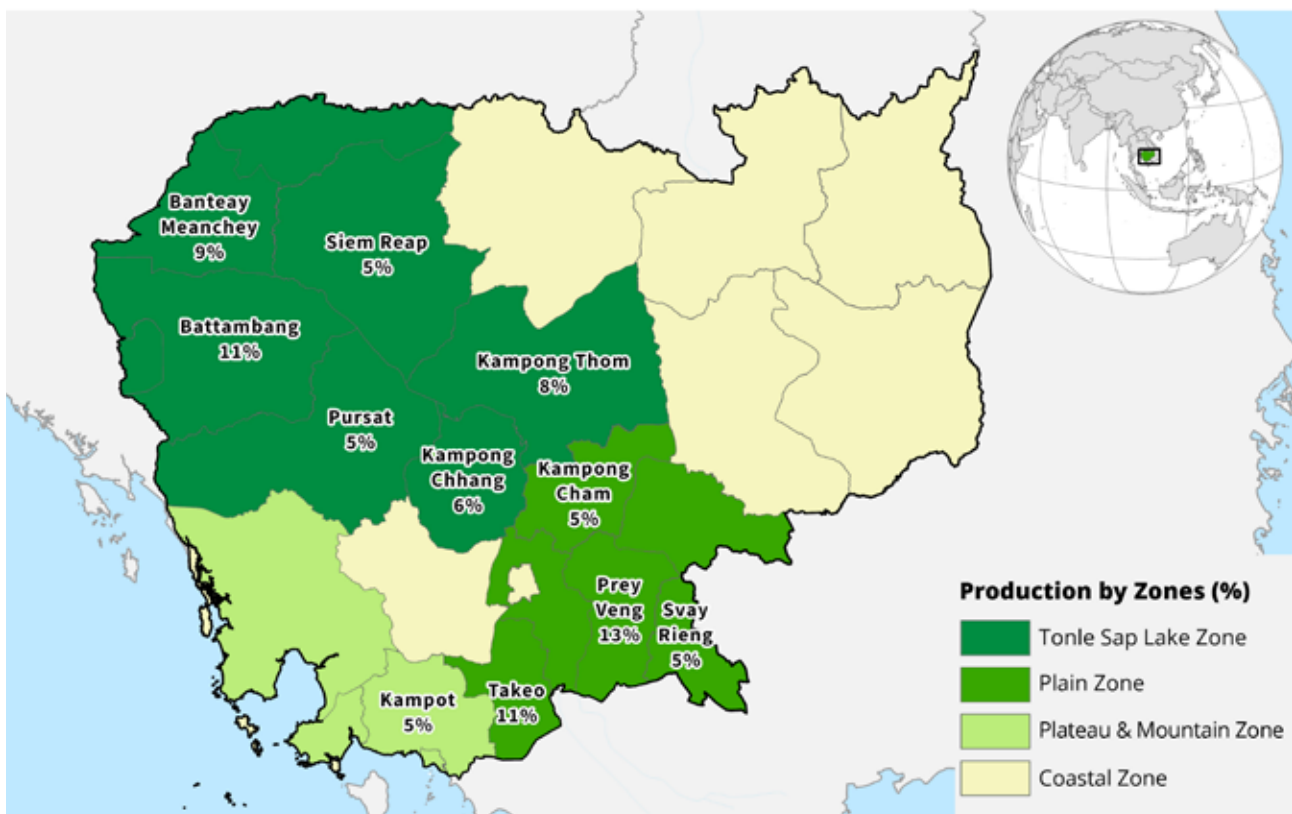 Banteay
Meanchey
9%
Siem Reap
5%
Battambang
11%
Kampong Thom
8%
Pursat
5%
Kampong
Chhang
6%
Kampong
Cham
5%
Prey
Veng
13%
Svay
Rieng
5%
Takeo
11%
Kampot
5%
Production by Zones (%)
Tonle Sap Lake Zone
Plain Zone
Plateau & Mountain Zone
Coastal Zone